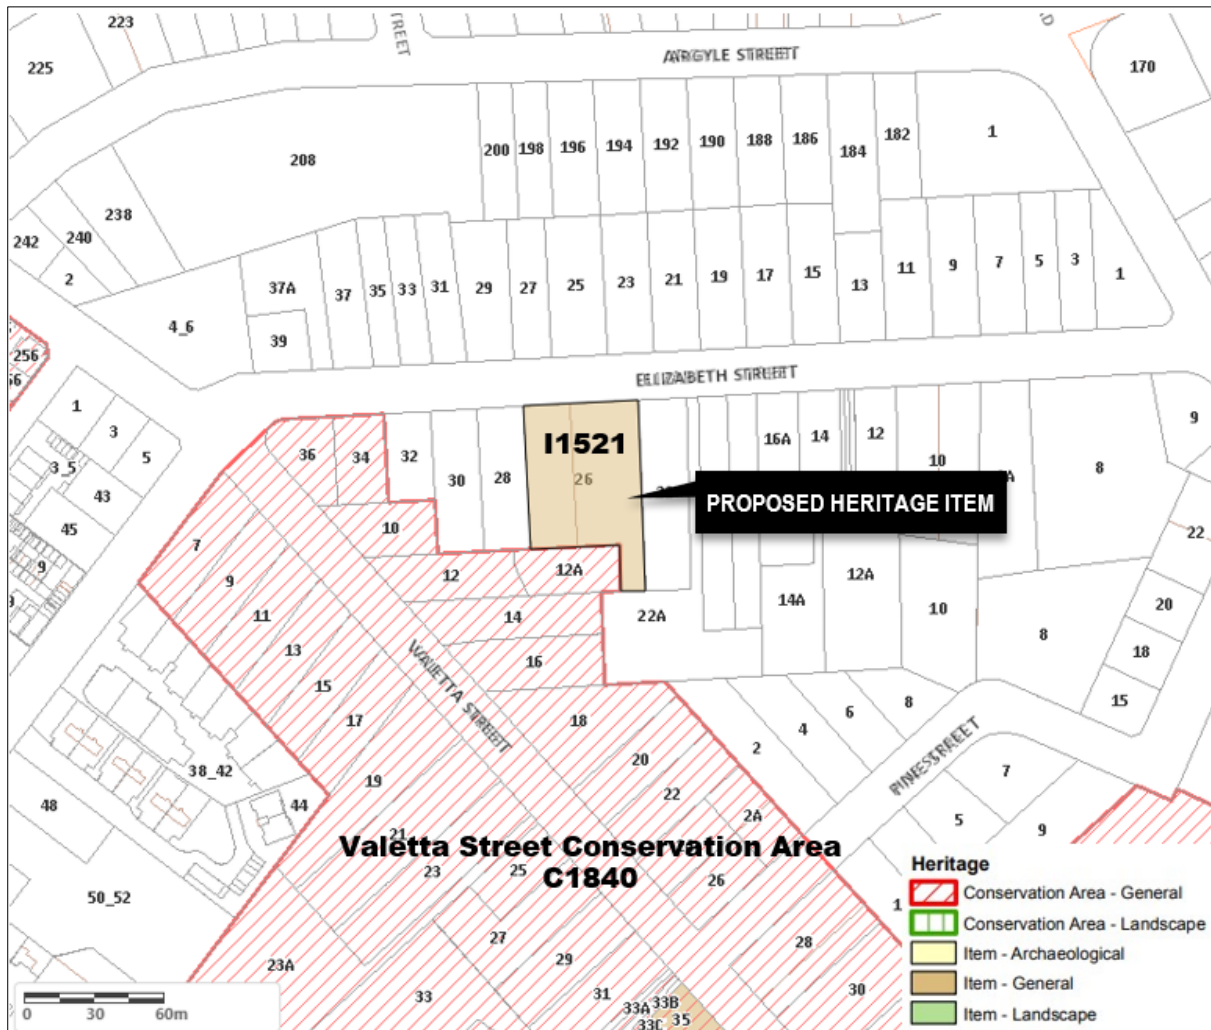 223
STREET
225
ARGYLE STREET
170
208
200 198 196 194 192 190 188 186 184 182 1
238
240
242
2
37A
37 35 33 31 29 27 25 23 21 19 17 15 13 11 9 7 5 3 1
4_6
39
ELIZABETH STREET
256
1
3
5
3_5
43
45
9
36 34 32 30 28
I1521
26
16A 14 12 10 8 9
PROPOSED HERITAGE ITEM
22
10
12 12A
14
16
22A
14A
12A
10
8
20
18
15
7
9
11
13
15
17
19
21
23
VALETTA STREET
18
20
22
2A
26
2
4
6
8
PINE STREET
7
5
9
38_42
44
48
50_52
Valetta Street Conservation Area
C1840
25
27
29
31
33
23A
28
30
33A 33B
33C 35
0 30 60m
Heritage
Conservation Area - General
Conservation Area - Landscape
Item - Archaeological
Item - General
Item - Landscape